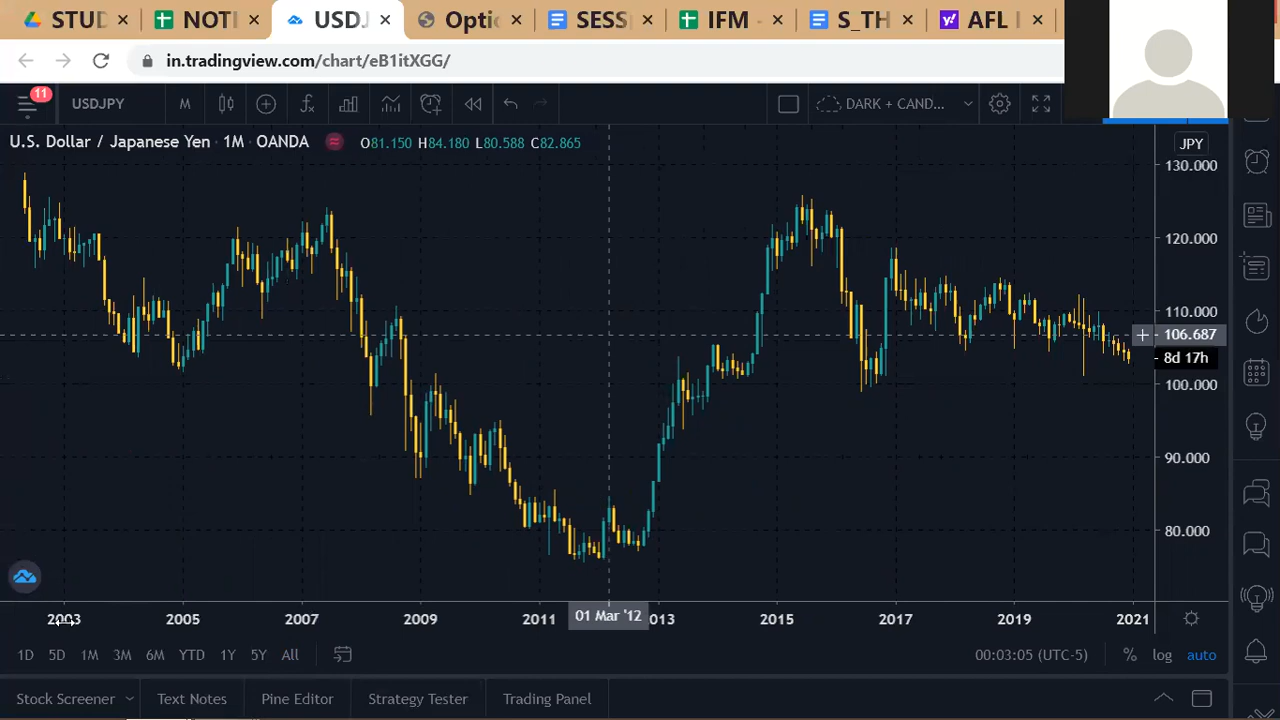 STUD NOTI USDJ Opti SESS IFM - S_TH AFL
in.tradingview.com/chart/eB1itXGG/
11 USDJPY M DARK + CAND...
U.S. Dollar / Japanese Yen · 1M · OANDA O81.150 H84.180 L80.588 C82.865 JPY
130.000
120.000
110.000
106.687
8d 17h
100.000
90.000
80.000
2003 2005 2007 2009 2011 01 Mar '12 013 2015 2017 2019 2021
1D 5D 1M 3M 6M YTD 1Y 5Y All 00:03:05 (UTC-5) % log auto
Stock Screener Text Notes Pine Editor Strategy Tester Trading Panel